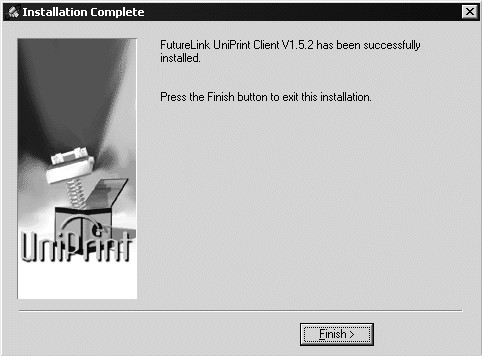 Installation Complete
FutureLink UniPrint Client V1.5.2 has been successfully
installed.
Press the Finish button to exit this installation.
UniPrint
Finish >